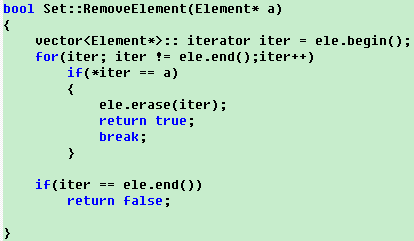 bool Set::RemoveElement(Element* a)
{
    vector<Element*>:: iterator iter = ele.begin();
    for(iter; iter != ele.end();iter++)
        if(*iter == a)
        {
            ele.erase(iter);
            return true;
            break;
        }

    if(iter == ele.end())
        return false;

}